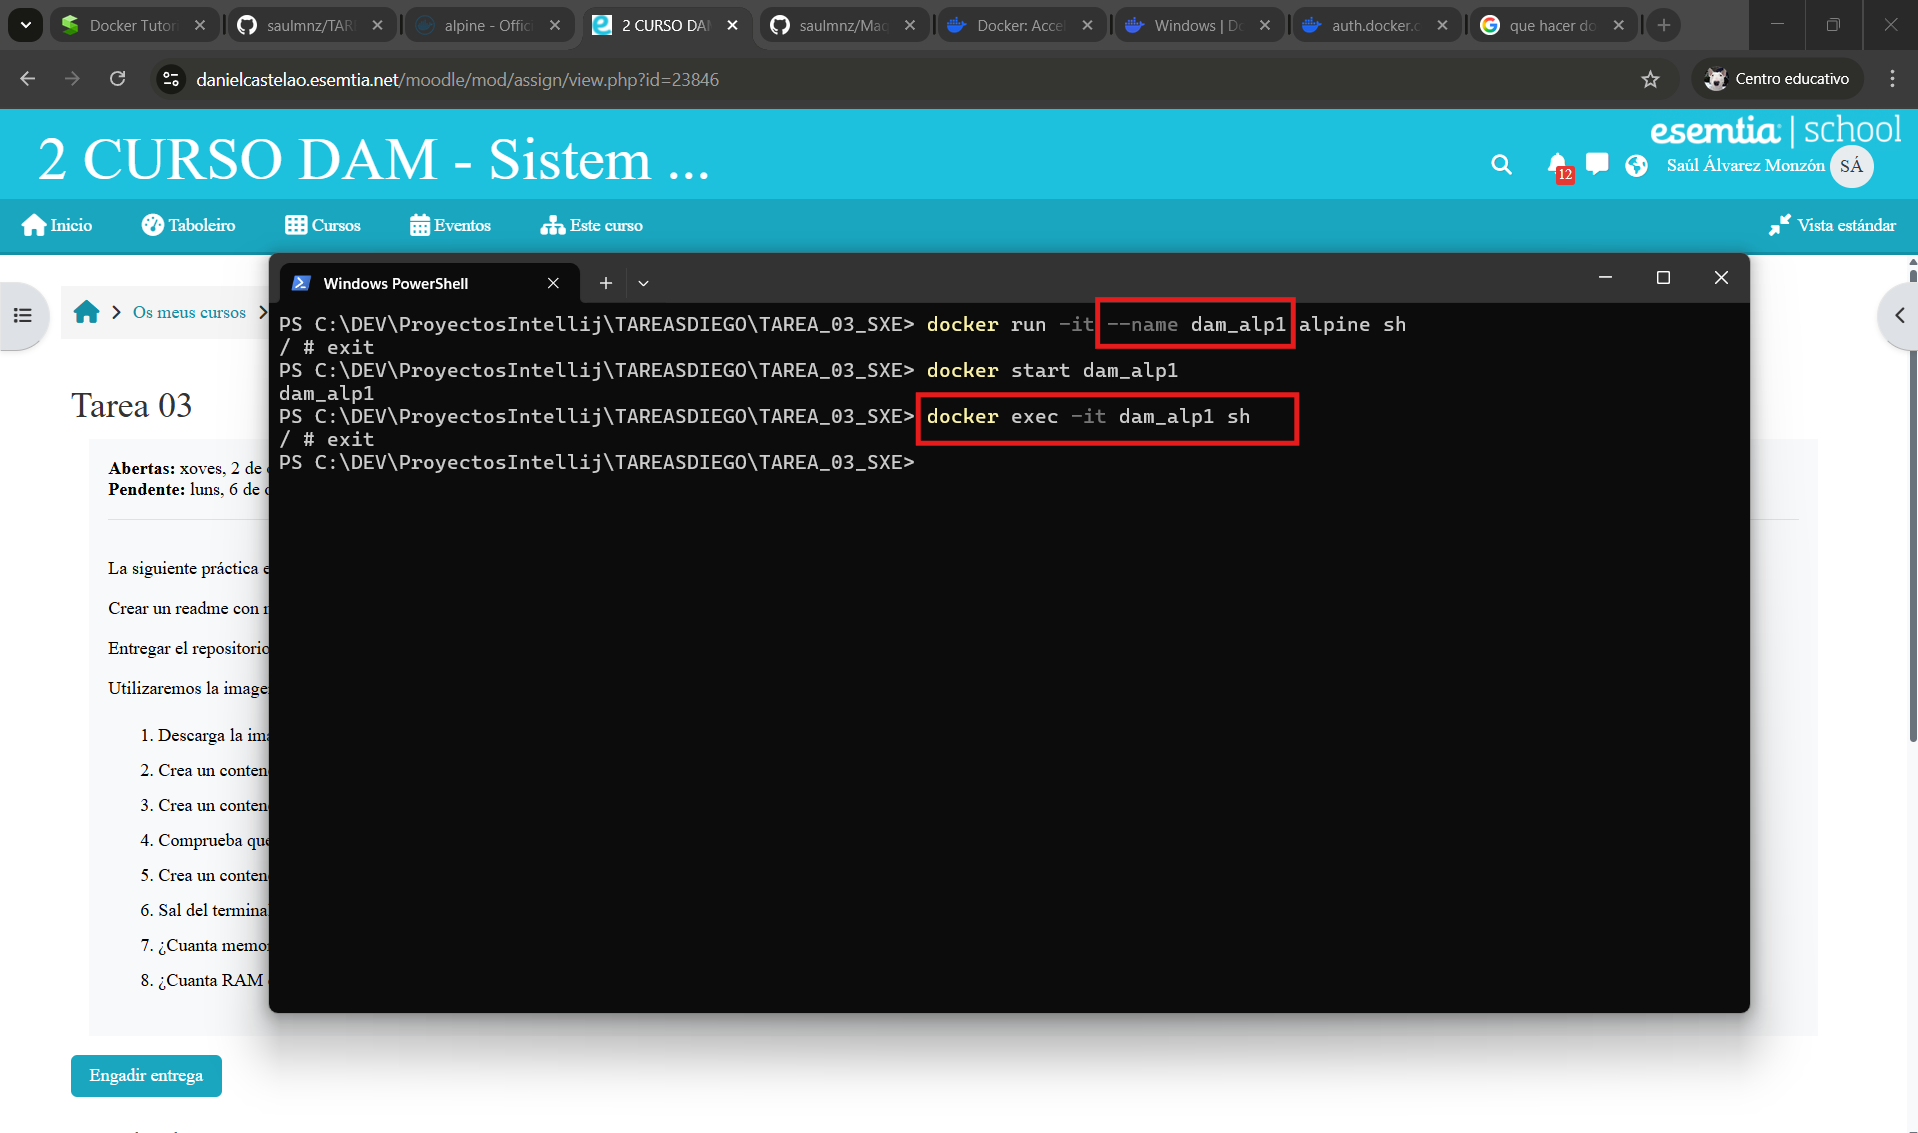 Docker Tutori
saulmnz/TAR
alpine - Offici
2 CURSO DAM
saulmnz/Mac
Docker: Accel
Windows | Do
auth.docker.c
que hacer do
danielcastelao.esemtia.net/moodle/mod/assign/view.php?id=23846
Centro educativo
2 CURSO DAM - Sistem ...
esemtia | school
12
Saúl Álvarez Monzón
SÁ
Inicio
Taboleiro
Cursos
Eventos
Este curso
Vista estándar
Os meus cursos
Windows PowerShell
PS C:\DEV\ProyectosIntellij\TAREASDIEGO\TAREA_03_SXE> docker run -it --name dam_alp1 alpine sh
/ # exit
PS C:\DEV\ProyectosIntellij\TAREASDIEGO\TAREA_03_SXE> docker start dam_alp1
dam_alp1
PS C:\DEV\ProyectosIntellij\TAREASDIEGO\TAREA_03_SXE> docker exec -it dam_alp1 sh
/ # exit
PS C:\DEV\ProyectosIntellij\TAREASDIEGO\TAREA_03_SXE>
Tarea 03
Abertas: xoves, 2 de
Pendente: luns, 6 de
La siguiente práctica
Crear un readme con
Entregar el repositorio
Utilizaremos la image
1. Descarga la ima
2. Crea un conten
3. Crea un conten
4. Comprueba que
5. Crea un conten
6. Sal del termina
7. ¿Cuanta memo
8. ¿Cuanta RAM
Engadir entrega